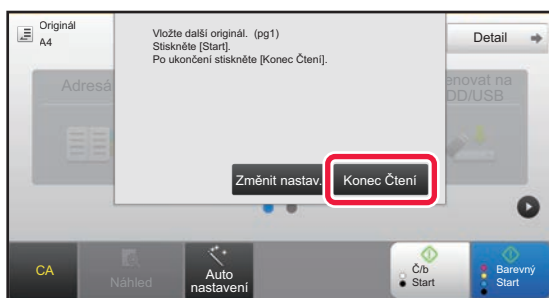 Originál
A4
Vložte další originál. (pg1)
Stiskněte [Start].
Po ukončení stiskněte [Konec Čtení].
Detail
Adresá
enovat na
DD/USB
Změnit nastav.
Konec Čtení
CA
Náhled
Auto
nastavení
Č/b
Start
Barevný
Start